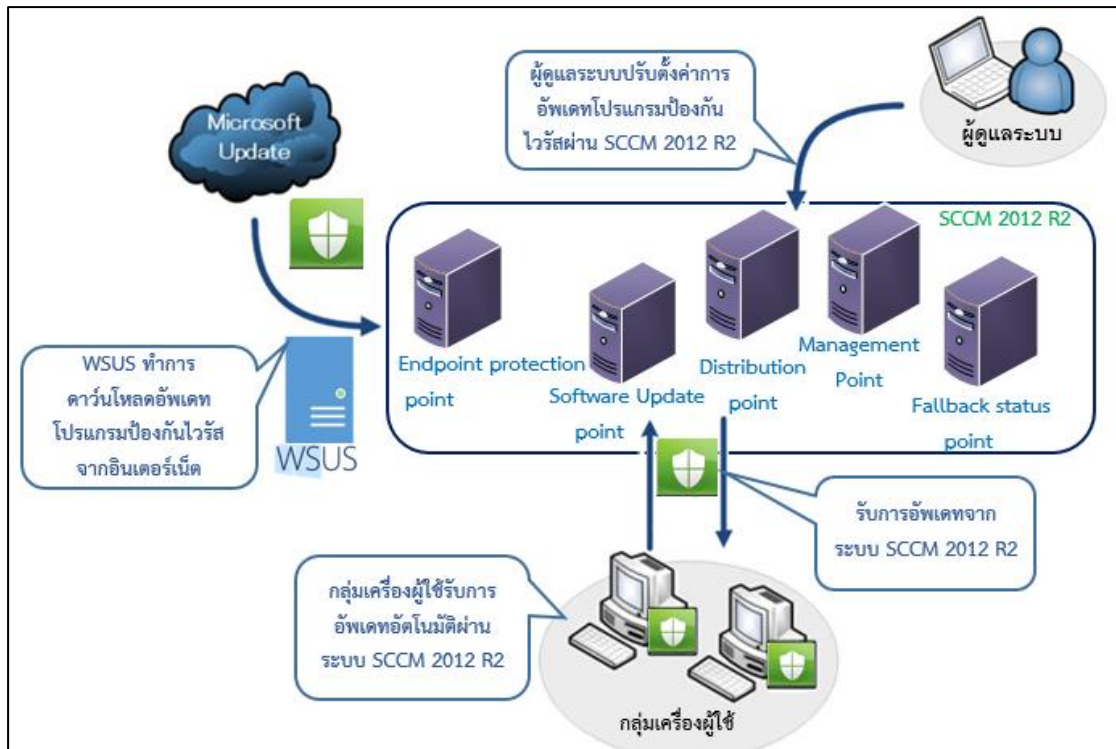 Microsoft
Update
ผู้ดูแลระบบปรับตั้งค่าการ
อัพเดทโปรแกรมป้องกัน
ไวรัสผ่าน SCCM 2012 R2
ผู้ดูแลระบบ
SCCM 2012 R2
Endpoint protection
point
Software Update
point
Distribution
point
Management
Point
Fallback status
point
WSUS ทำการ
ดาว์นโหลดอัพเดท
โปรแกรมป้องกันไวรัส
จากอินเตอร์เน็ต
WSUS
รับการอัพเดทจาก
ระบบ SCCM 2012 R2
กลุ่มเครื่องผู้ใช้รับการ
อัพเดทอัตโนมัติผ่าน
ระบบ SCCM 2012 R2
กลุ่มเครื่องผู้ใช้